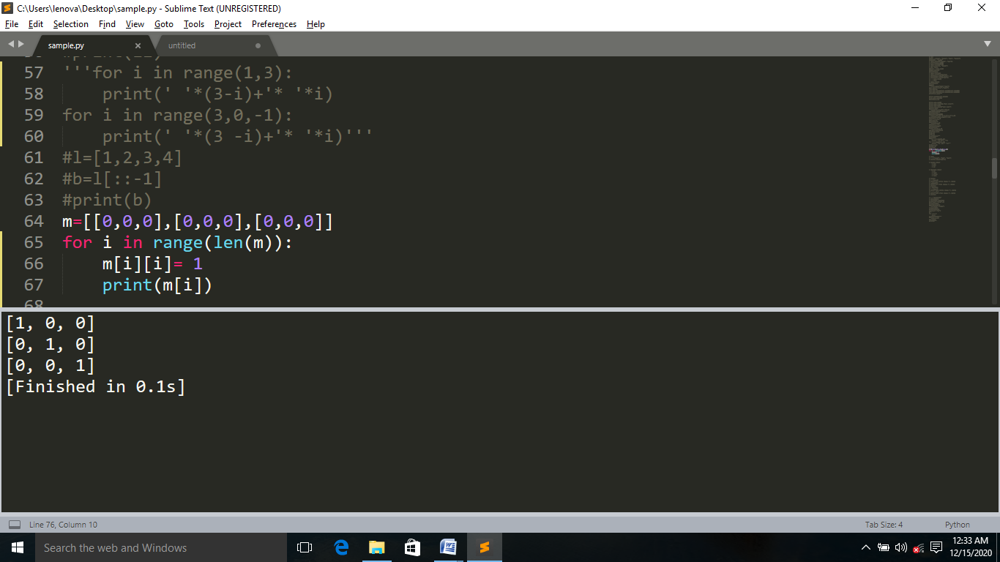 C:\Users\lenova\Desktop\sample.py - Sublime Text (UNREGISTERED)
File Edit Selection Find View Goto Tools Project Preferences Help
sample.py untitled
57 '''for i in range(1,3):
58 print(' '*(3-i)+'* '*i)
59 for i in range(3,0,-1):
60 print(' '*(3 -i)+'* '*i)'''
61 #l=[1,2,3,4]
62 #b=l[::-1]
63 #print(b)
64 m=[[0,0,0],[0,0,0],[0,0,0]]
65 for i in range(len(m)):
66 m[i][i]= 1
67 print(m[i])
68
[1, 0, 0]
[0, 1, 0]
[0, 0, 1]
[Finished in 0.1s]
Line 76, Column 10 Tab Size: 4 Python
Search the web and Windows
12:33 AM
12/15/2020